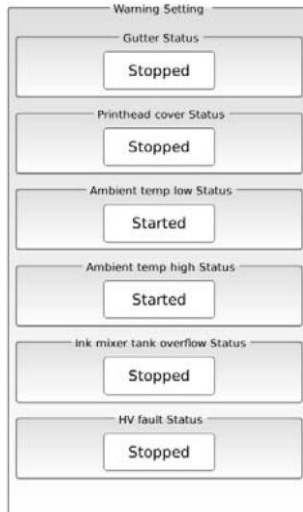 Warning Setting
Gutter Status
Stopped
Printhead cover Status
Stopped
Ambient temp low Status
Started
Ambient temp high Status
Started
Ink mixer tank overflow Status
Stopped
HV fault Status
Stopped